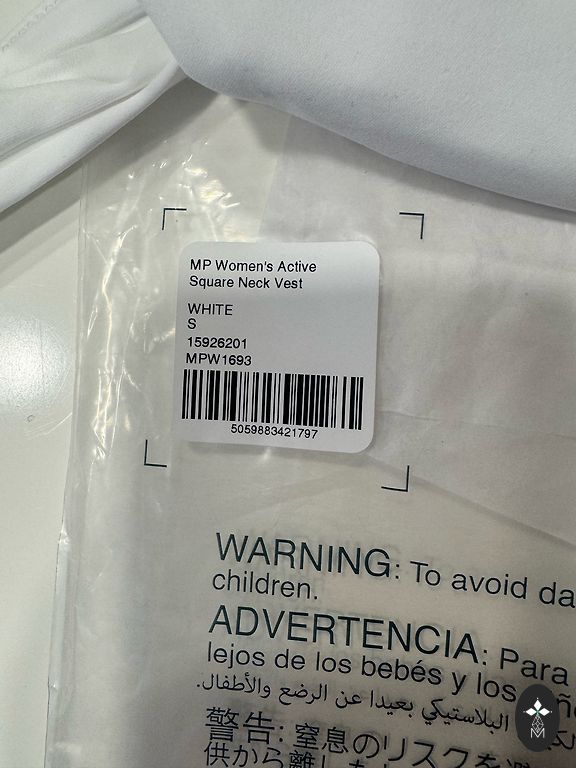 MP Women's Active
Square Neck Vest
WHITE
S
15926201
MPW1693
5059883421797
WARNING: To avoid da
children.
ADVERTENCIA: Para
lejos de los bebés y los
البلاستيكي بعيدا عن الرضع والأطفال.
警告: 窒息のリスクを避
供から離し
M